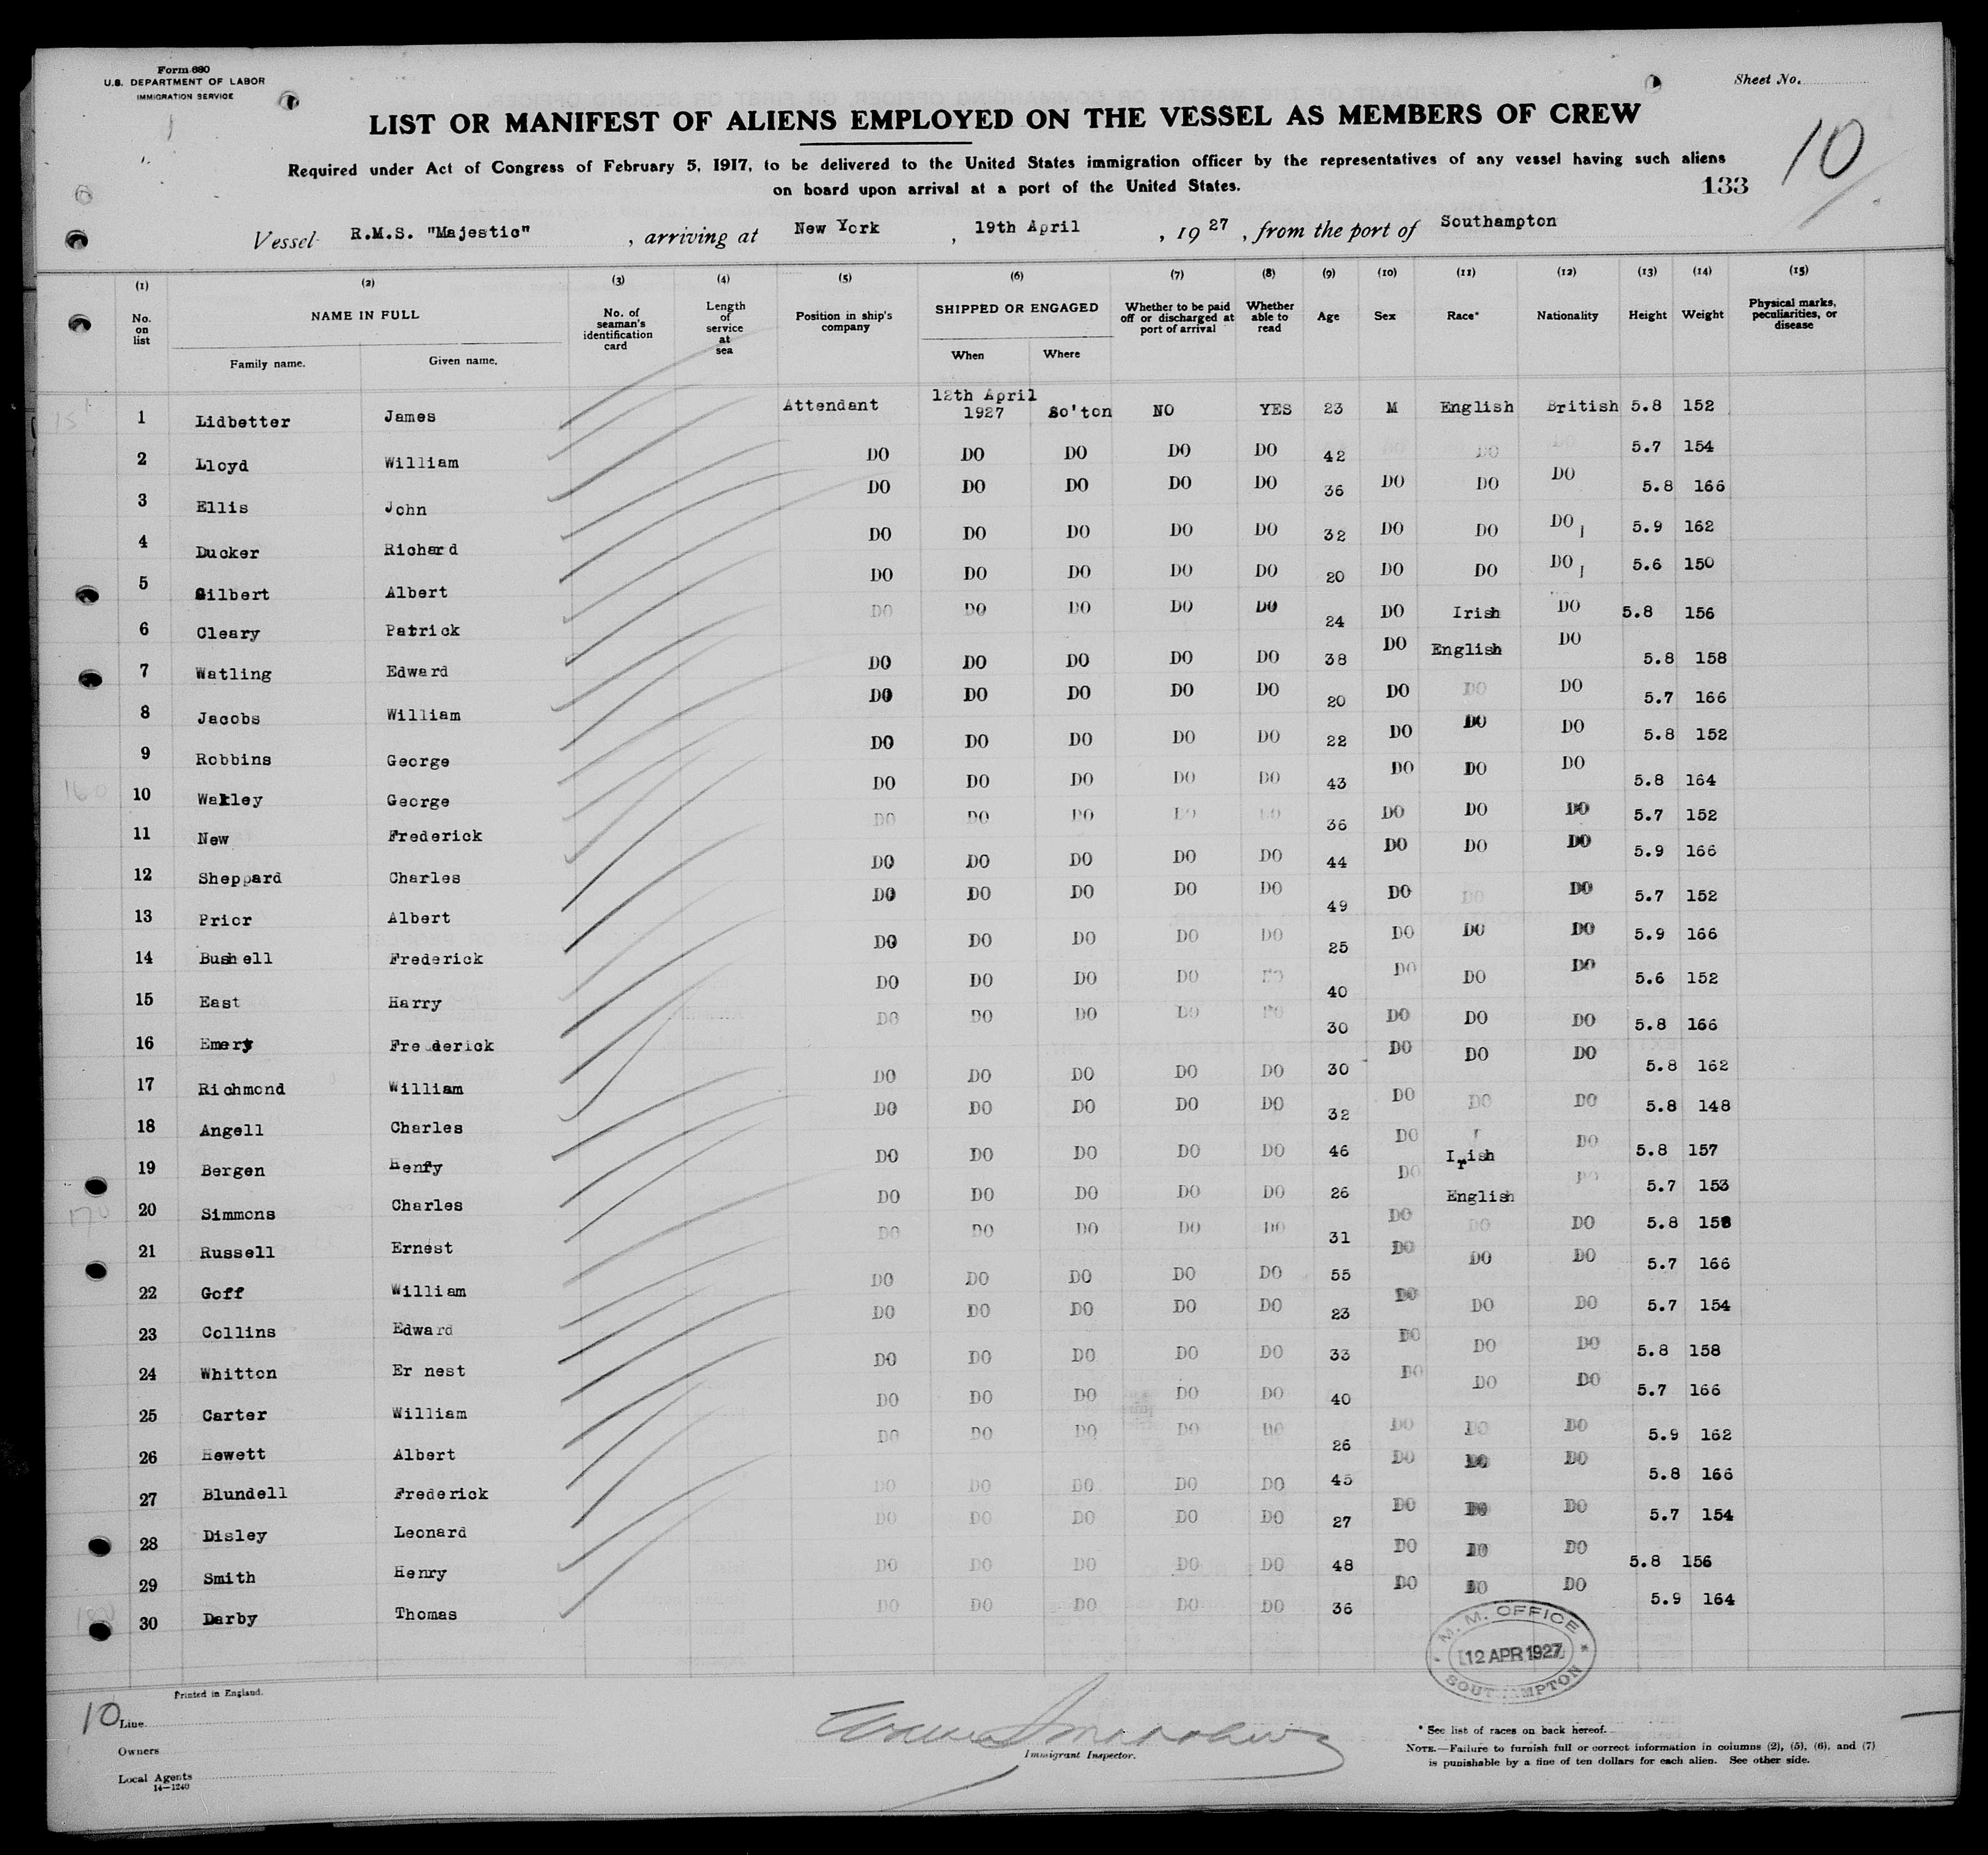 Form 680
U.S. DEPARTMENT OF LABOR
IMMIGRATION SERVICE
Sheet No.
LIST OR MANIFEST OF ALIENS EMPLOYED ON THE VESSEL AS MEMBERS OF CREW
10
Required under Act of Congress of February 5, 1917, to be delivered to the United States immigration officer by the representatives of any vessel having such aliens
on board upon arrival at a port of the United States.
133
Vessel R.M.S. "Majestic" , arriving at New York , 19th April , 1927 , from the port of Southampton
(1) (2) (3) (4) (5) (6) (7) (8) (9) (10) (11) (12) (13) (14) (15)
No. on list NAME IN FULL Family name. Given name. No. of seaman's identification card Length of service at sea Position in ship's company SHIPPED OR ENGAGED When Where Whether to be paid off or discharged at port of arrival Whether able to read Age Sex Race* Nationality Height Weight Physical marks, peculiarities, or disease
1 Lidbetter James Attendant 12th April 1927 So'ton NO YES 23 M English British 5.8 152
2 Lloyd William DO DO DO DO DO 42 DO DO DO 5.7 154
3 Ellis John DO DO DO DO DO 36 DO DO DO 5.8 166
4 Ducker Richard DO DO DO DO DO 32 DO DO DO 5.9 162
5 Gilbert Albert DO DO DO DO DO 20 DO DO DO 5.6 150
6 Cleary Patrick DO DO DO DO DO 24 DO Irish DO 5.8 156
7 Watling Edward DO DO DO DO DO 38 DO English DO 5.8 158
8 Jacobs William DO DO DO DO DO 20 DO DO DO 5.7 166
9 Robbins George DO DO DO DO DO 22 DO DO DO 5.8 152
10 George DO DO DO DO DO 43 DO DO DO 5.8 164
11 New Frederick DO DO DO DO DO 36 DO DO DO 5.7 152
12 Sheppard Charles DO DO DO DO DO 44 DO DO DO 5.9 166
13 Prior Albert DO DO DO DO DO 49 DO DO DO 5.7 152
14 Bushell Frederick DO DO DO DO DO 25 DO DO DO 5.9 166
15 East Harry DO DO DO DO DO 40 DO DO DO 5.6 152
16 Emery Frederick DO DO DO DO DO 30 DO DO DO 5.8 166
17 Richmond William DO DO DO DO DO 30 DO DO DO 5.8 162
18 Angell Charles DO DO DO DO DO 32 DO DO DO 5.8 148
19 Bergen Henry DO DO DO DO DO 46 DO Irish DO 5.8 157
20 Simmons Charles DO DO DO DO DO 26 DO English DO 5.7 153
21 Russell Ernest DO DO DO DO DO 31 DO DO DO 5.8 158
22 Goff William DO DO DO DO DO 55 DO DO DO 5.7 166
23 Collins Edward DO DO DO DO DO 23 DO DO DO 5.7 154
24 Whitton Er nest DO DO DO DO DO 33 DO DO DO 5.8 158
25 Carter William DO DO DO DO DO 40 DO DO DO 5.7 166
26 Hewett Albert DO DO DO DO DO 26 DO DO DO 5.9 162
27 Blundell Frederick DO DO DO DO DO 45 DO DO DO 5.8 166
28 Disley Leonard DO DO DO DO DO 27 DO DO DO 5.7 154
29 Smith Henry DO DO DO DO DO 48 DO DO DO 5.8 156
30 Darby Thomas DO DO DO DO DO 36 DO DO DO 5.9 164
M.M. OFFICE
12 APR 1927
SOUTHAMPTON
Printed in England.
10
Line
Owners
Local Agents
14—1240
Immigrant Inspector.
* See list of races on back hereof.
NOTE.—Failure to furnish full or correct information in columns (2), (5), (6), and (7)
is punishable by a fine of ten dollars for each alien. See other side.